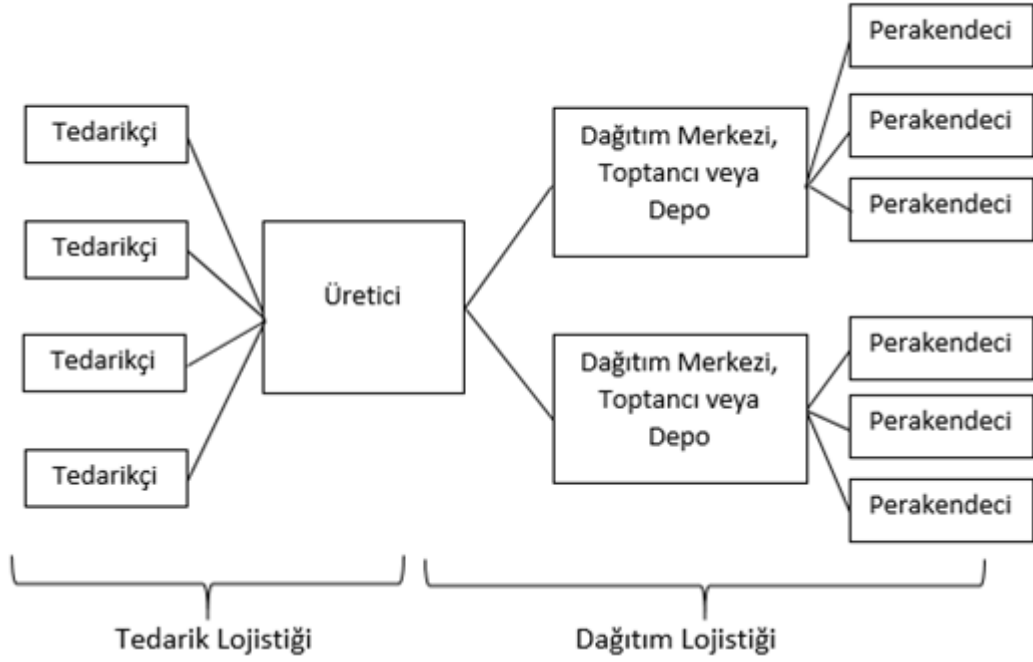 Tedarikçi
Tedarikçi
Tedarikçi
Tedarikçi
Üretici
Dağıtım Merkezi,
Toptancı veya
Depo
Dağıtım Merkezi,
Toptancı veya
Depo
Perakendeci
Perakendeci
Perakendeci
Perakendeci
Perakendeci
Perakendeci
Tedarik Lojistiği
Dağıtım Lojistiği